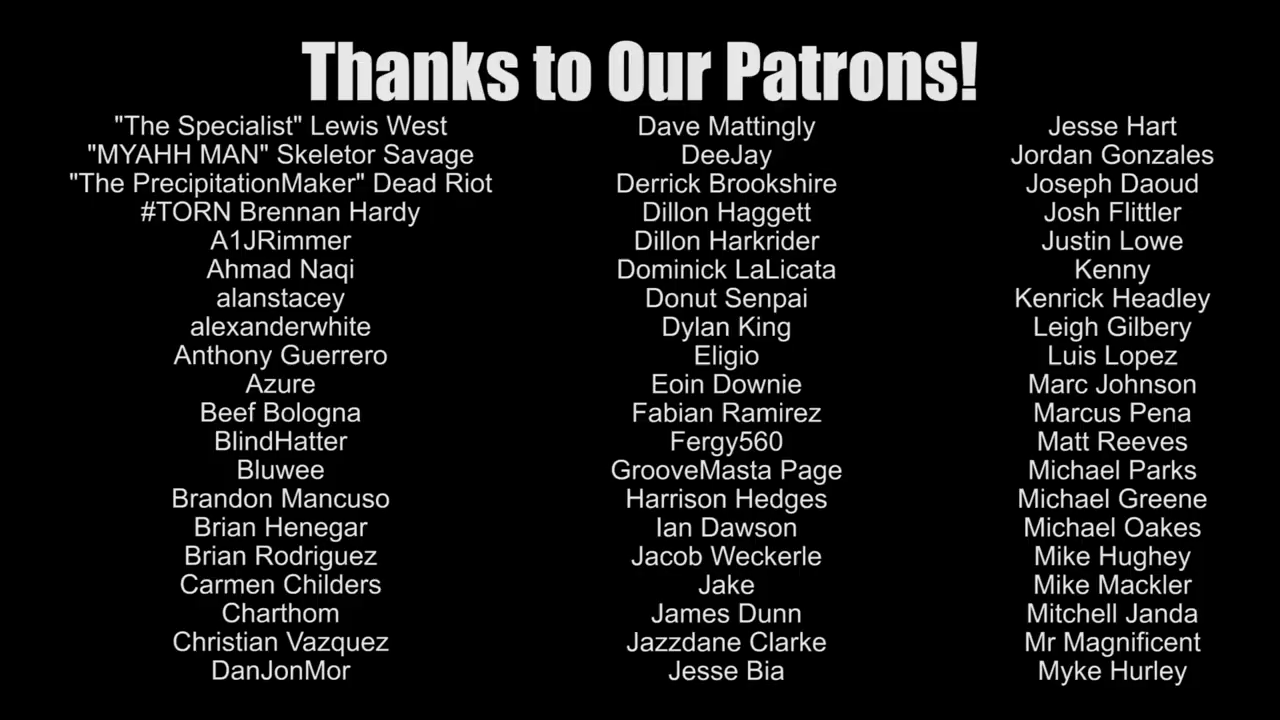 Thanks to Our Patrons!
"The Specialist" Lewis West
"MYAHH MAN" Skeletor Savage
"The PrecipitationMaker" Dead Riot
#TORN Brennan Hardy
A1JRimmer
Ahmad Naqi
alanstacey
alexanderwhite
Anthony Guerrero
Azure
Beef Bologna
BlindHatter
Bluwee
Brandon Mancuso
Brian Henegar
Brian Rodriguez
Carmen Childers
Charthom
Christian Vazquez
DanJonMor
Dave Mattingly
DeeJay
Derrick Brookshire
Dillon Haggett
Dillon Harkrider
Dominick LaLicata
Donut Senpai
Dylan King
Eligio
Eoin Downie
Fabian Ramirez
Fergy560
GrooveMasta Page
Harrison Hedges
Ian Dawson
Jacob Weckerle
Jake
James Dunn
Jazzdane Clarke
Jesse Bia
Jesse Hart
Jordan Gonzales
Joseph Daoud
Josh Flittler
Justin Lowe
Kenny
Kenrick Headley
Leigh Gilbery
Luis Lopez
Marc Johnson
Marcus Pena
Matt Reeves
Michael Parks
Michael Greene
Michael Oakes
Mike Hughey
Mike Mackler
Mitchell Janda
Mr Magnificent
Myke Hurley